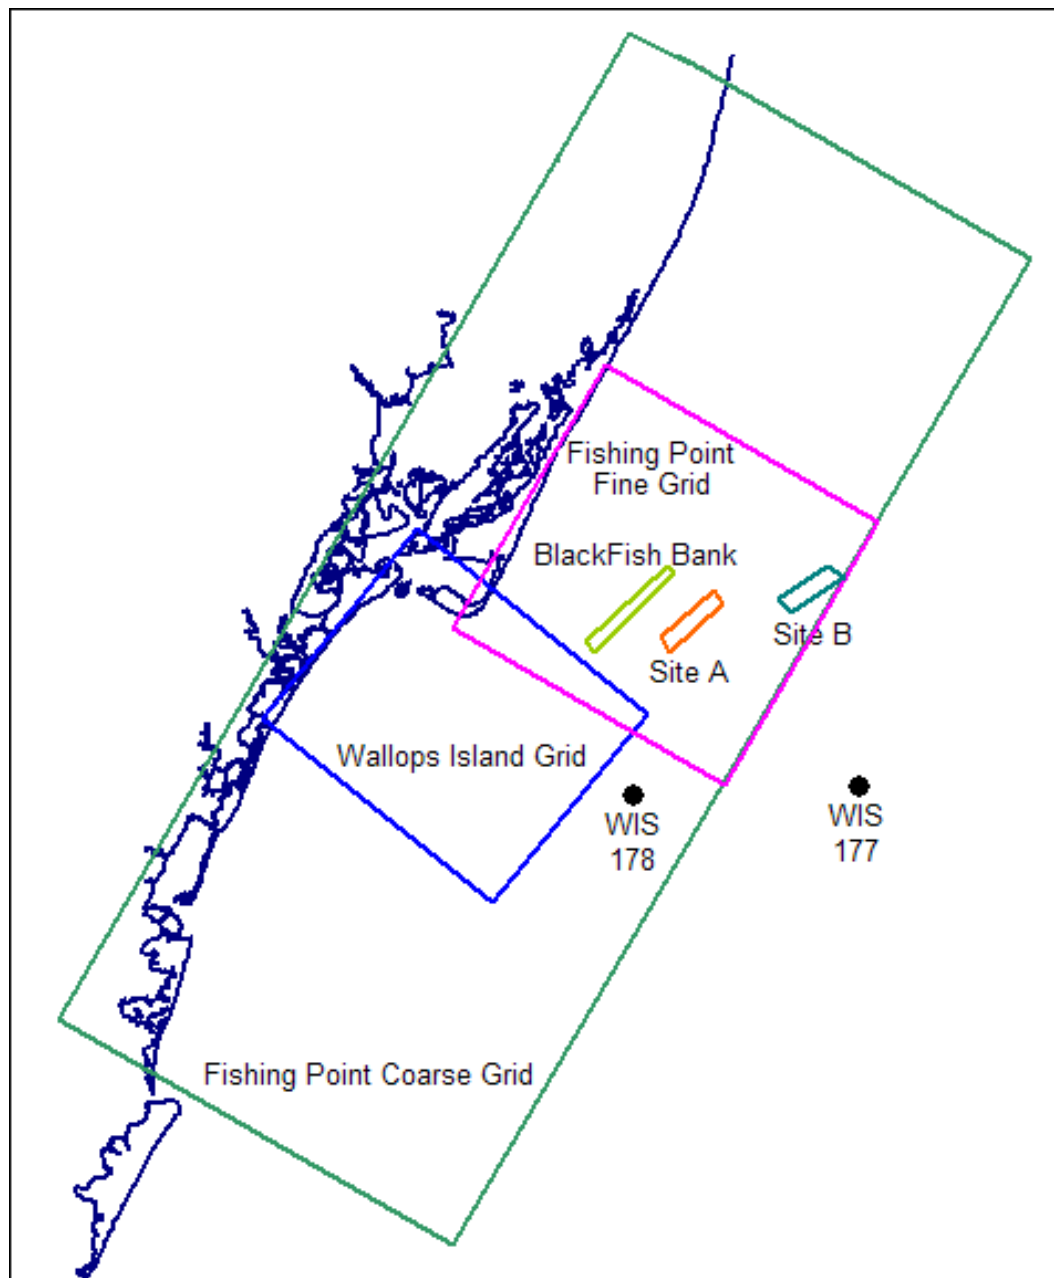 Fishing Point
Fine Grid
BlackFish Bank
Site B
Site A
Wallops Island Grid
WIS
178
WIS
177
Fishing Point Coarse Grid